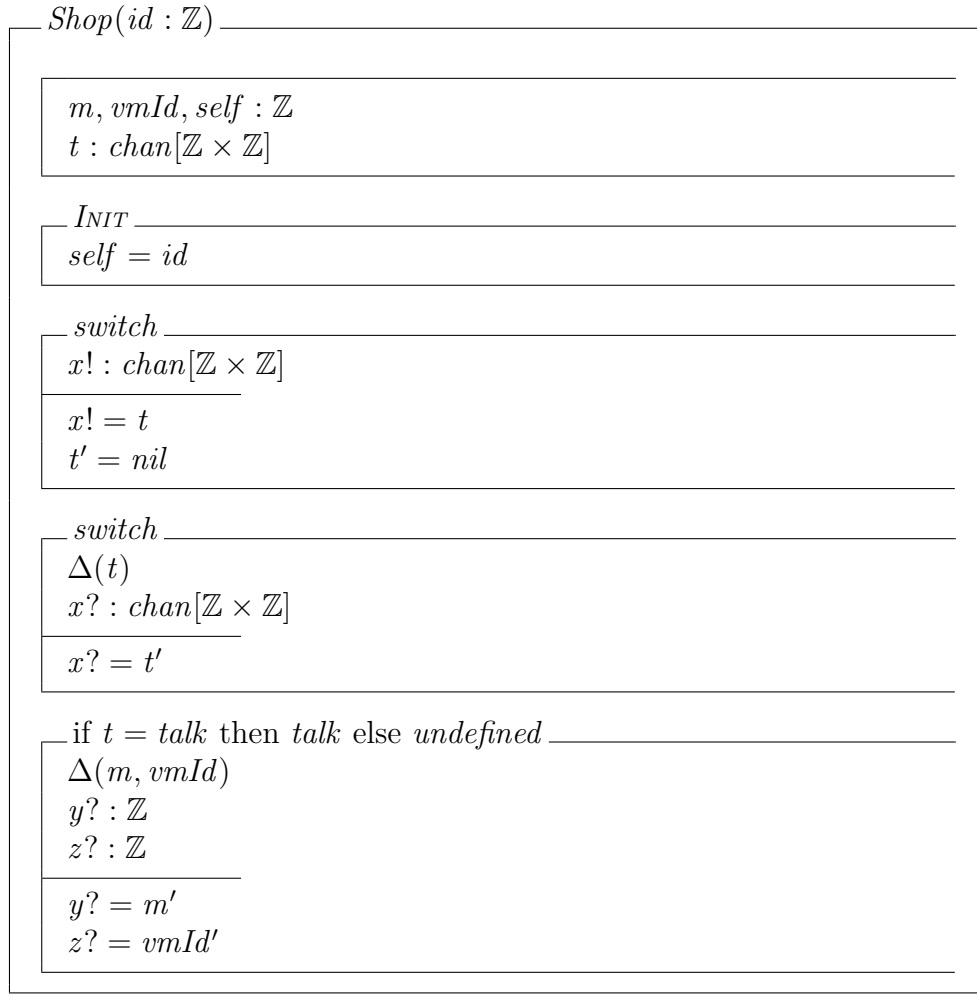 Shop(id : ℤ)
m, vmId, self : ℤ
t : chan[ℤ × ℤ]
INIT
self = id
switch
x! : chan[ℤ × ℤ]
x! = t
t′ = nil
switch
Δ(t)
x? : chan[ℤ × ℤ]
x? = t′
if t = talk then talk else undefined
Δ(m, vmId)
y? : ℤ
z? : ℤ
y? = m′
z? = vmId′